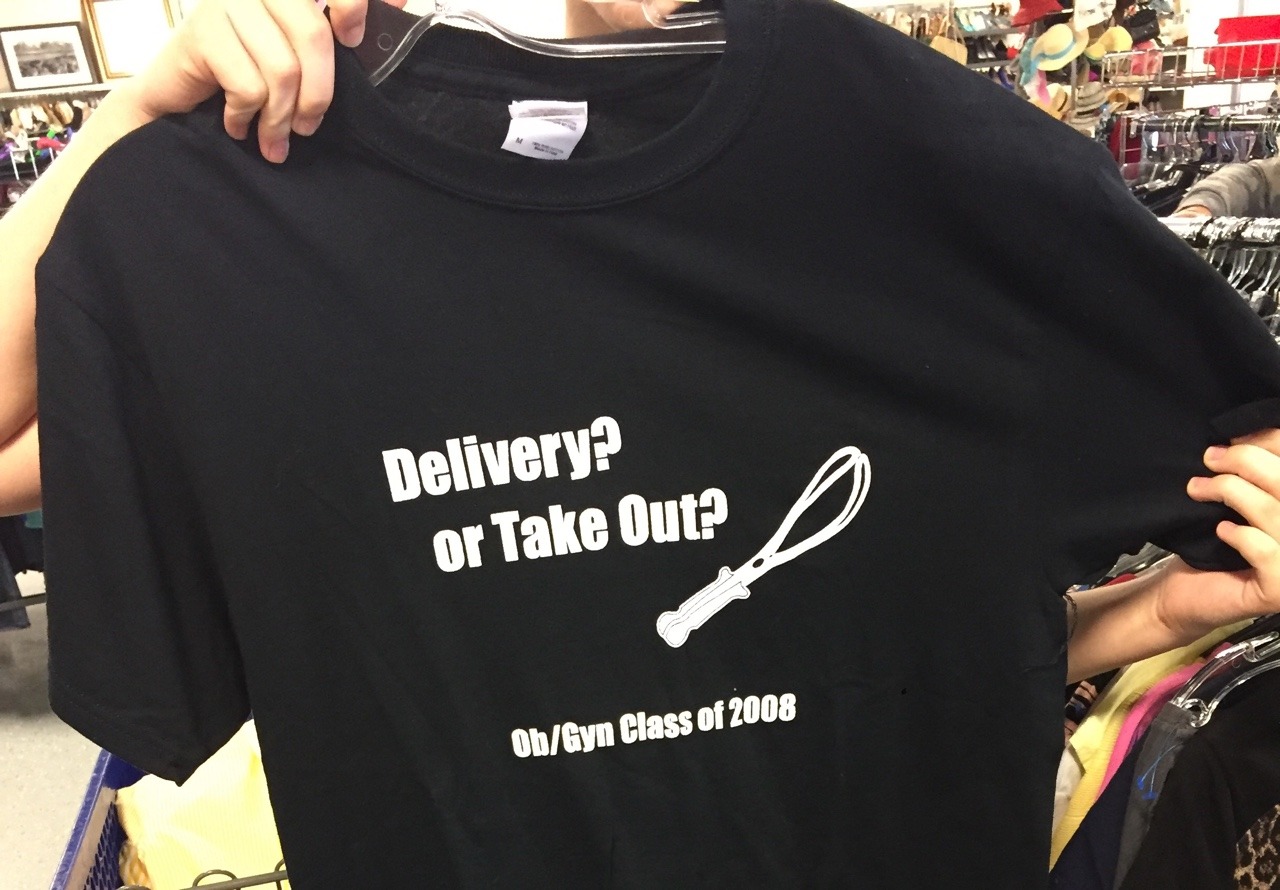 M
Delivery?
or Take Out?
Ob/Gyn Class of 2008